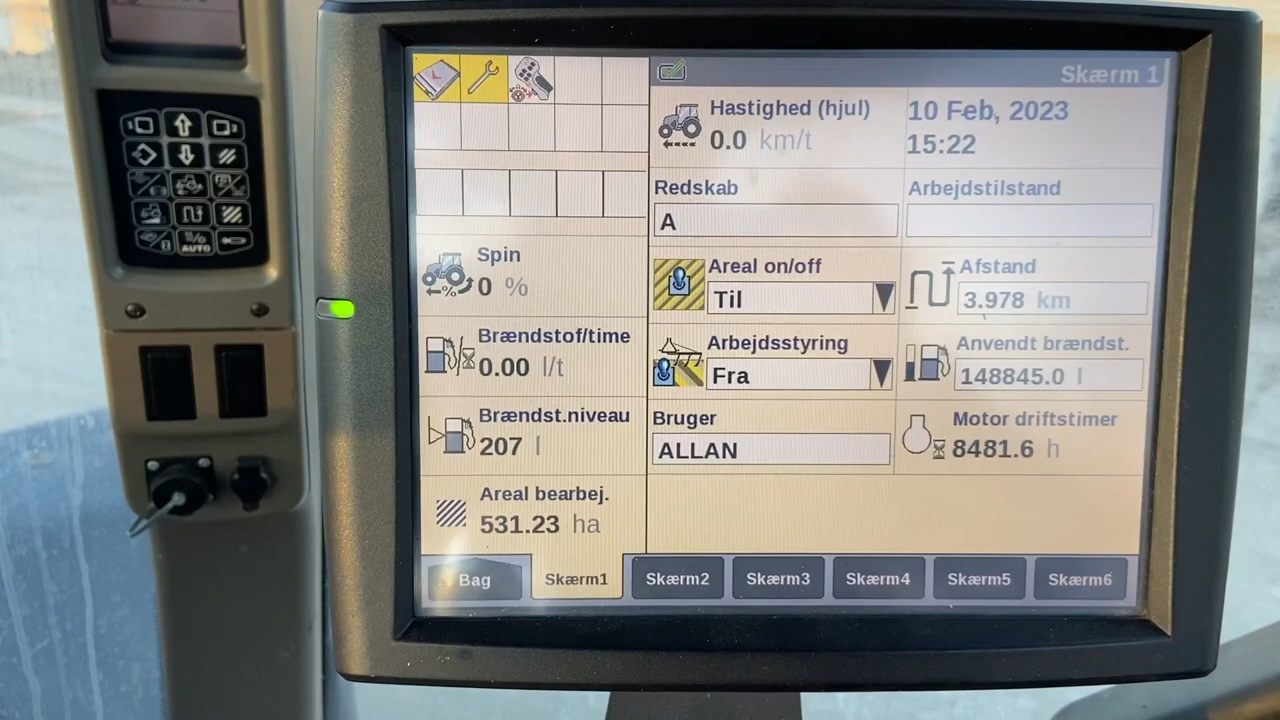 Skærm 1
Hastighed (hjul)
0.0 km/t
10 Feb, 2023
15:22
Redskab
A
Arbejdstilstand
Spin
0 %
Areal on/off
Til
Afstand
3.978 km
Brændstof/time
0.00 l/t
Arbejdsstyring
Fra
Anvendt brændst.
148845.0 l
Brændst.niveau
207 l
Bruger
ALLAN
Motor driftstimer
8481.6 h
Areal bearbej.
531.23 ha
Bag
Skærm1
Skærm2
Skærm3
Skærm4
Skærm5
Skærm6
AUTO